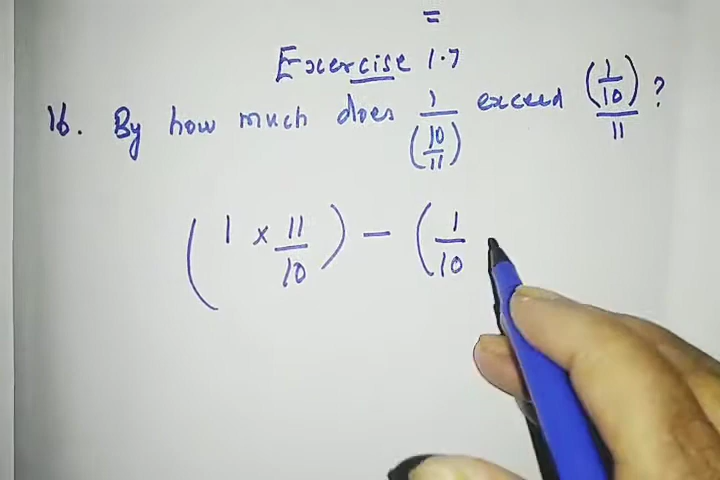 =
Exercise 1.7
16. By how much does 1/(10/11) exceed (1/10)/11 ?
(1 × 11/10) - (1/10